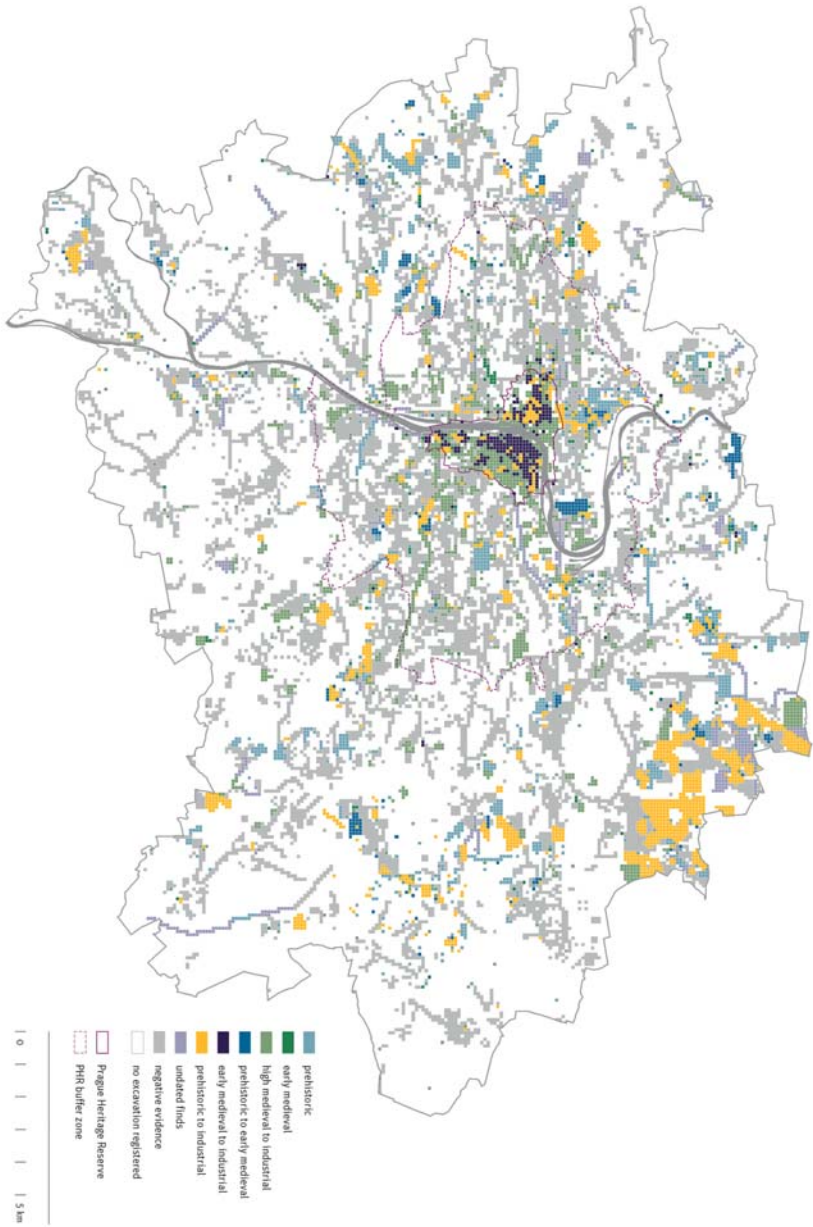 prehistoric
early medieval
high medieval to industrial
prehistoric to early medieval
early medieval to industrial
prehistoric to industrial
undated finds
negative evidence
no excavation registered
Prague Heritage Reserve
PHR buffer zone
0 5 km